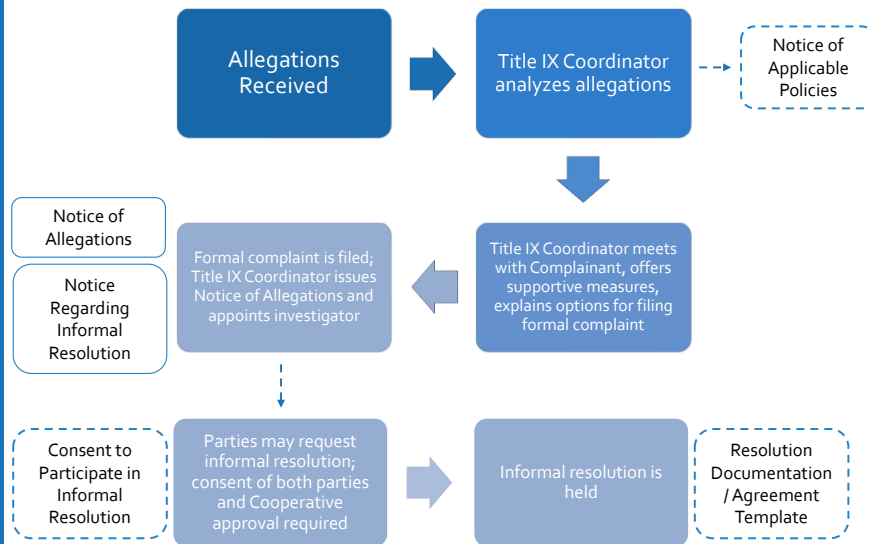 Allegations
Received
Title IX Coordinator
analyzes allegations
Notice of
Applicable
Policies
Notice of
Allegations
Notice
Regarding
Informal
Resolution
Formal complaint is filed;
Title IX Coordinator issues
Notice of Allegations and
appoints investigator
Title IX Coordinator meets
with Complainant, offers
supportive measures,
explains options for filing
formal complaint
Consent to
Participate in
Informal
Resolution
Parties may request
informal resolution;
consent of both parties
and Cooperative
approval required
Informal resolution is
held
Resolution
Documentation
/ Agreement
Template